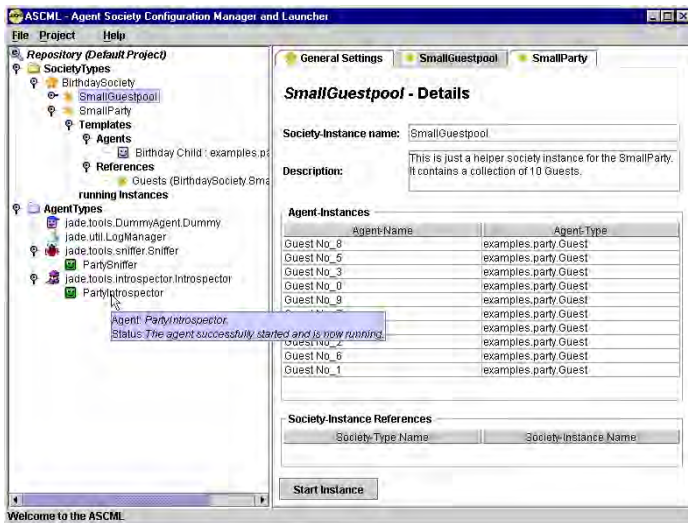 ASCML - Agent Society Configuration Manager and Launcher
File Project Help
Repository (Default Project)
SocietyTypes
BirthdaySociety
SmallGuestpool
SmallParty
Templates
Agents
Birthday Child : examples.pa
References
Guests (BirthdaySociety.Sma
running Instances
AgentTypes
jade.tools.DummyAgent.Dummy
jade.util.LogManager
jade.tools.sniffer.Sniffer
PartySniffer
jade.tools.introspector.Introspector
PartyIntrospector
Agent: PartyIntrospector.
Status The agent successfully started and is now running.
General Settings SmallGuestpool SmallParty
SmallGuestpool - Details
Society-Instance name: SmallGuestpool
Description: This is just a helper society instance for the SmallParty.
It contains a collection of 10 Guests.
Agent-Instances
Agent-Name Agent-Type
Guest No_8 examples.party.Guest
Guest No_5 examples.party.Guest
Guest No_3 examples.party.Guest
Guest No_0 examples.party.Guest
Guest No_9 examples.party.Guest
examples.party.Guest
examples.party.Guest
Guest No_2 examples.party.Guest
Guest No_6 examples.party.Guest
Guest No_1 examples.party.Guest
Society-Instance References
Society-Type Name Society-Instance Name
Start Instance
Welcome to the ASCML